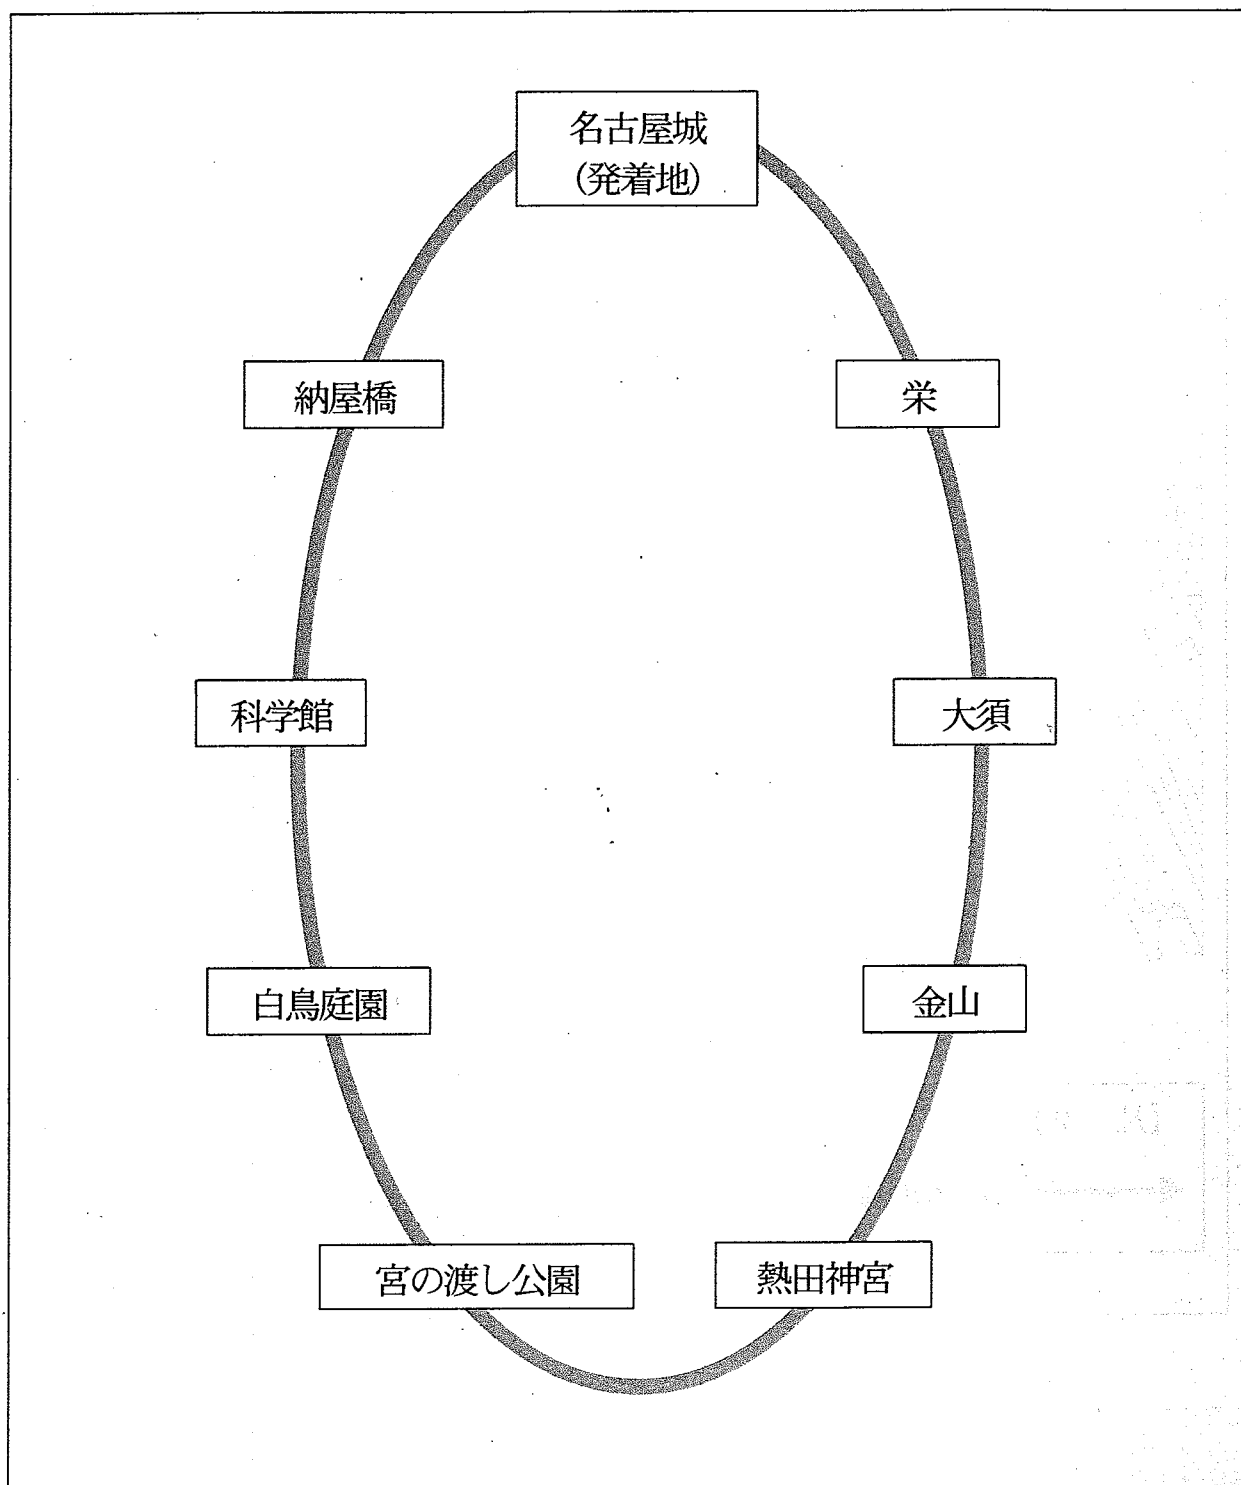 名古屋城
(発着地)
納屋橋
栄
科学館
大須
白鳥庭園
金山
宮の渡し公園
熱田神宮